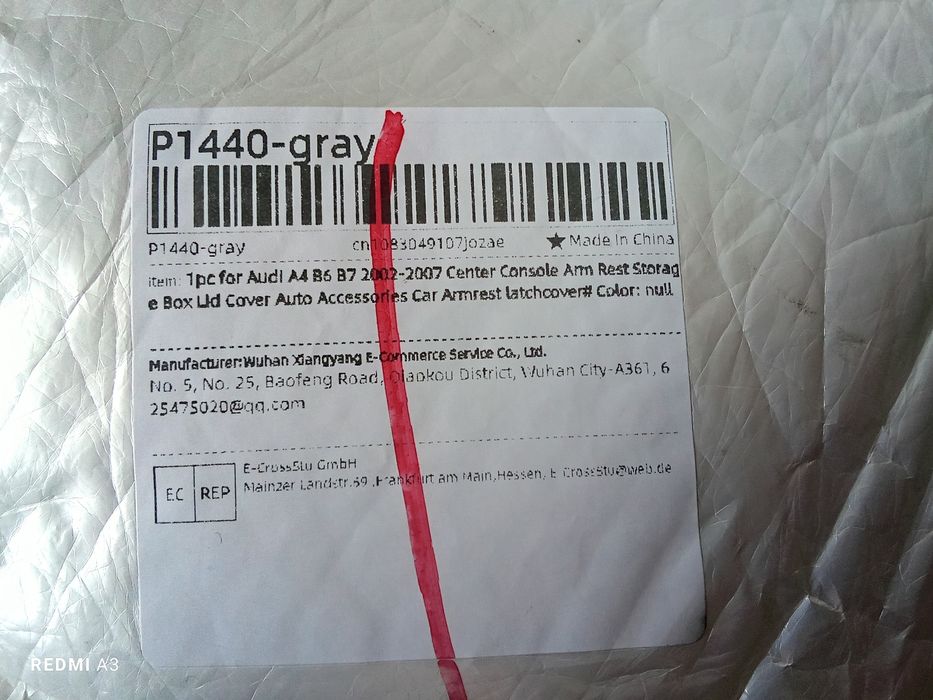 P1440-gray
P1440-gray cn1083049107jozae ★Made In China
item: 1pc for Audi A4 B6 B7 2002-2007 Center Console Arm Rest Storag
e Box Lid Cover Auto Accessories Car Armrest latchcover# Color: null
Manufacturer:Wuhan Xiangyang E-Commerce Service Co., Ltd.
No. 5, No. 25, Baofeng Road, Qiaokou District, Wuhan City-A361, 6
25475020@qq.com
EC REP
E-CrossStu GmbH
Mainzer Landstr.69 ,Frankfurt am Main,Hessen, E-CrossStu@web.de
REDMI A3